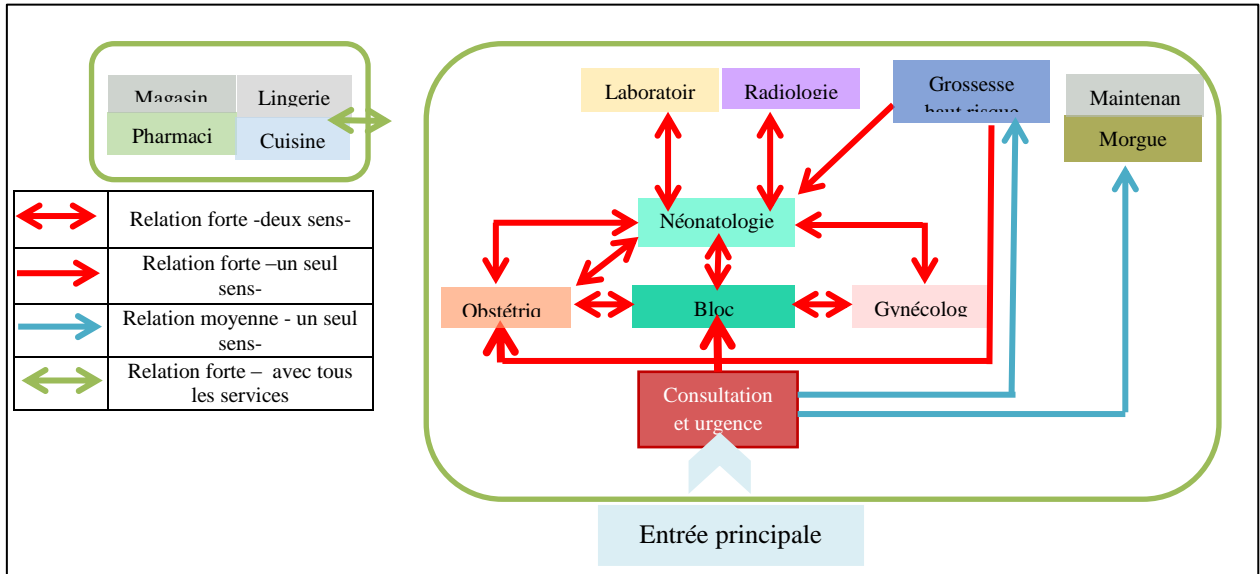 Magasin
Lingerie
Pharmaci
Cuisine
Laboratoir
Radiologie
Grossesse
haut risque
Maintenan
Morgue
Néonatologie
Obstétriq
Bloc
Gynécolog
Consultation
et urgence
Entrée principale
Relation forte -deux sens-
Relation forte –un seul
sens-
Relation moyenne - un seul
sens-
Relation forte – avec tous
les services